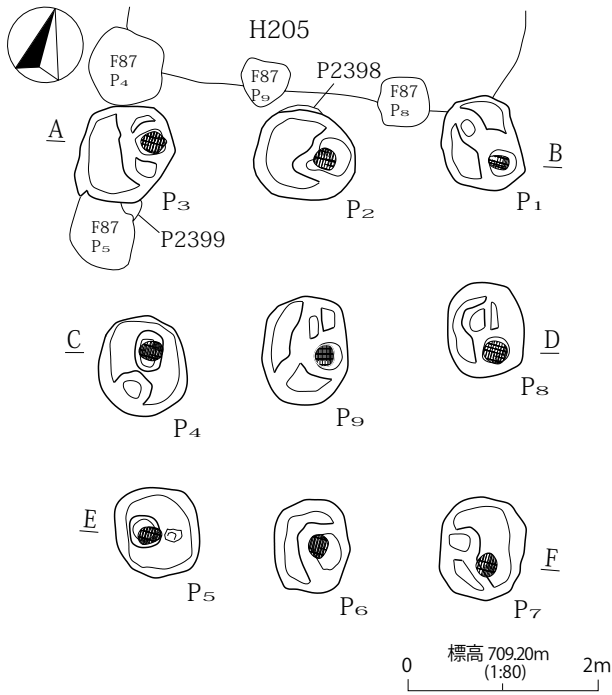 H205
F87
P4
F87
P9
P2398
F87
P8
A
B
P3
P2
P1
F87
P5
P2399
C
D
P4
P9
P8
E
F
P5
P6
P7
標高 709.20m
0 (1:80) 2m